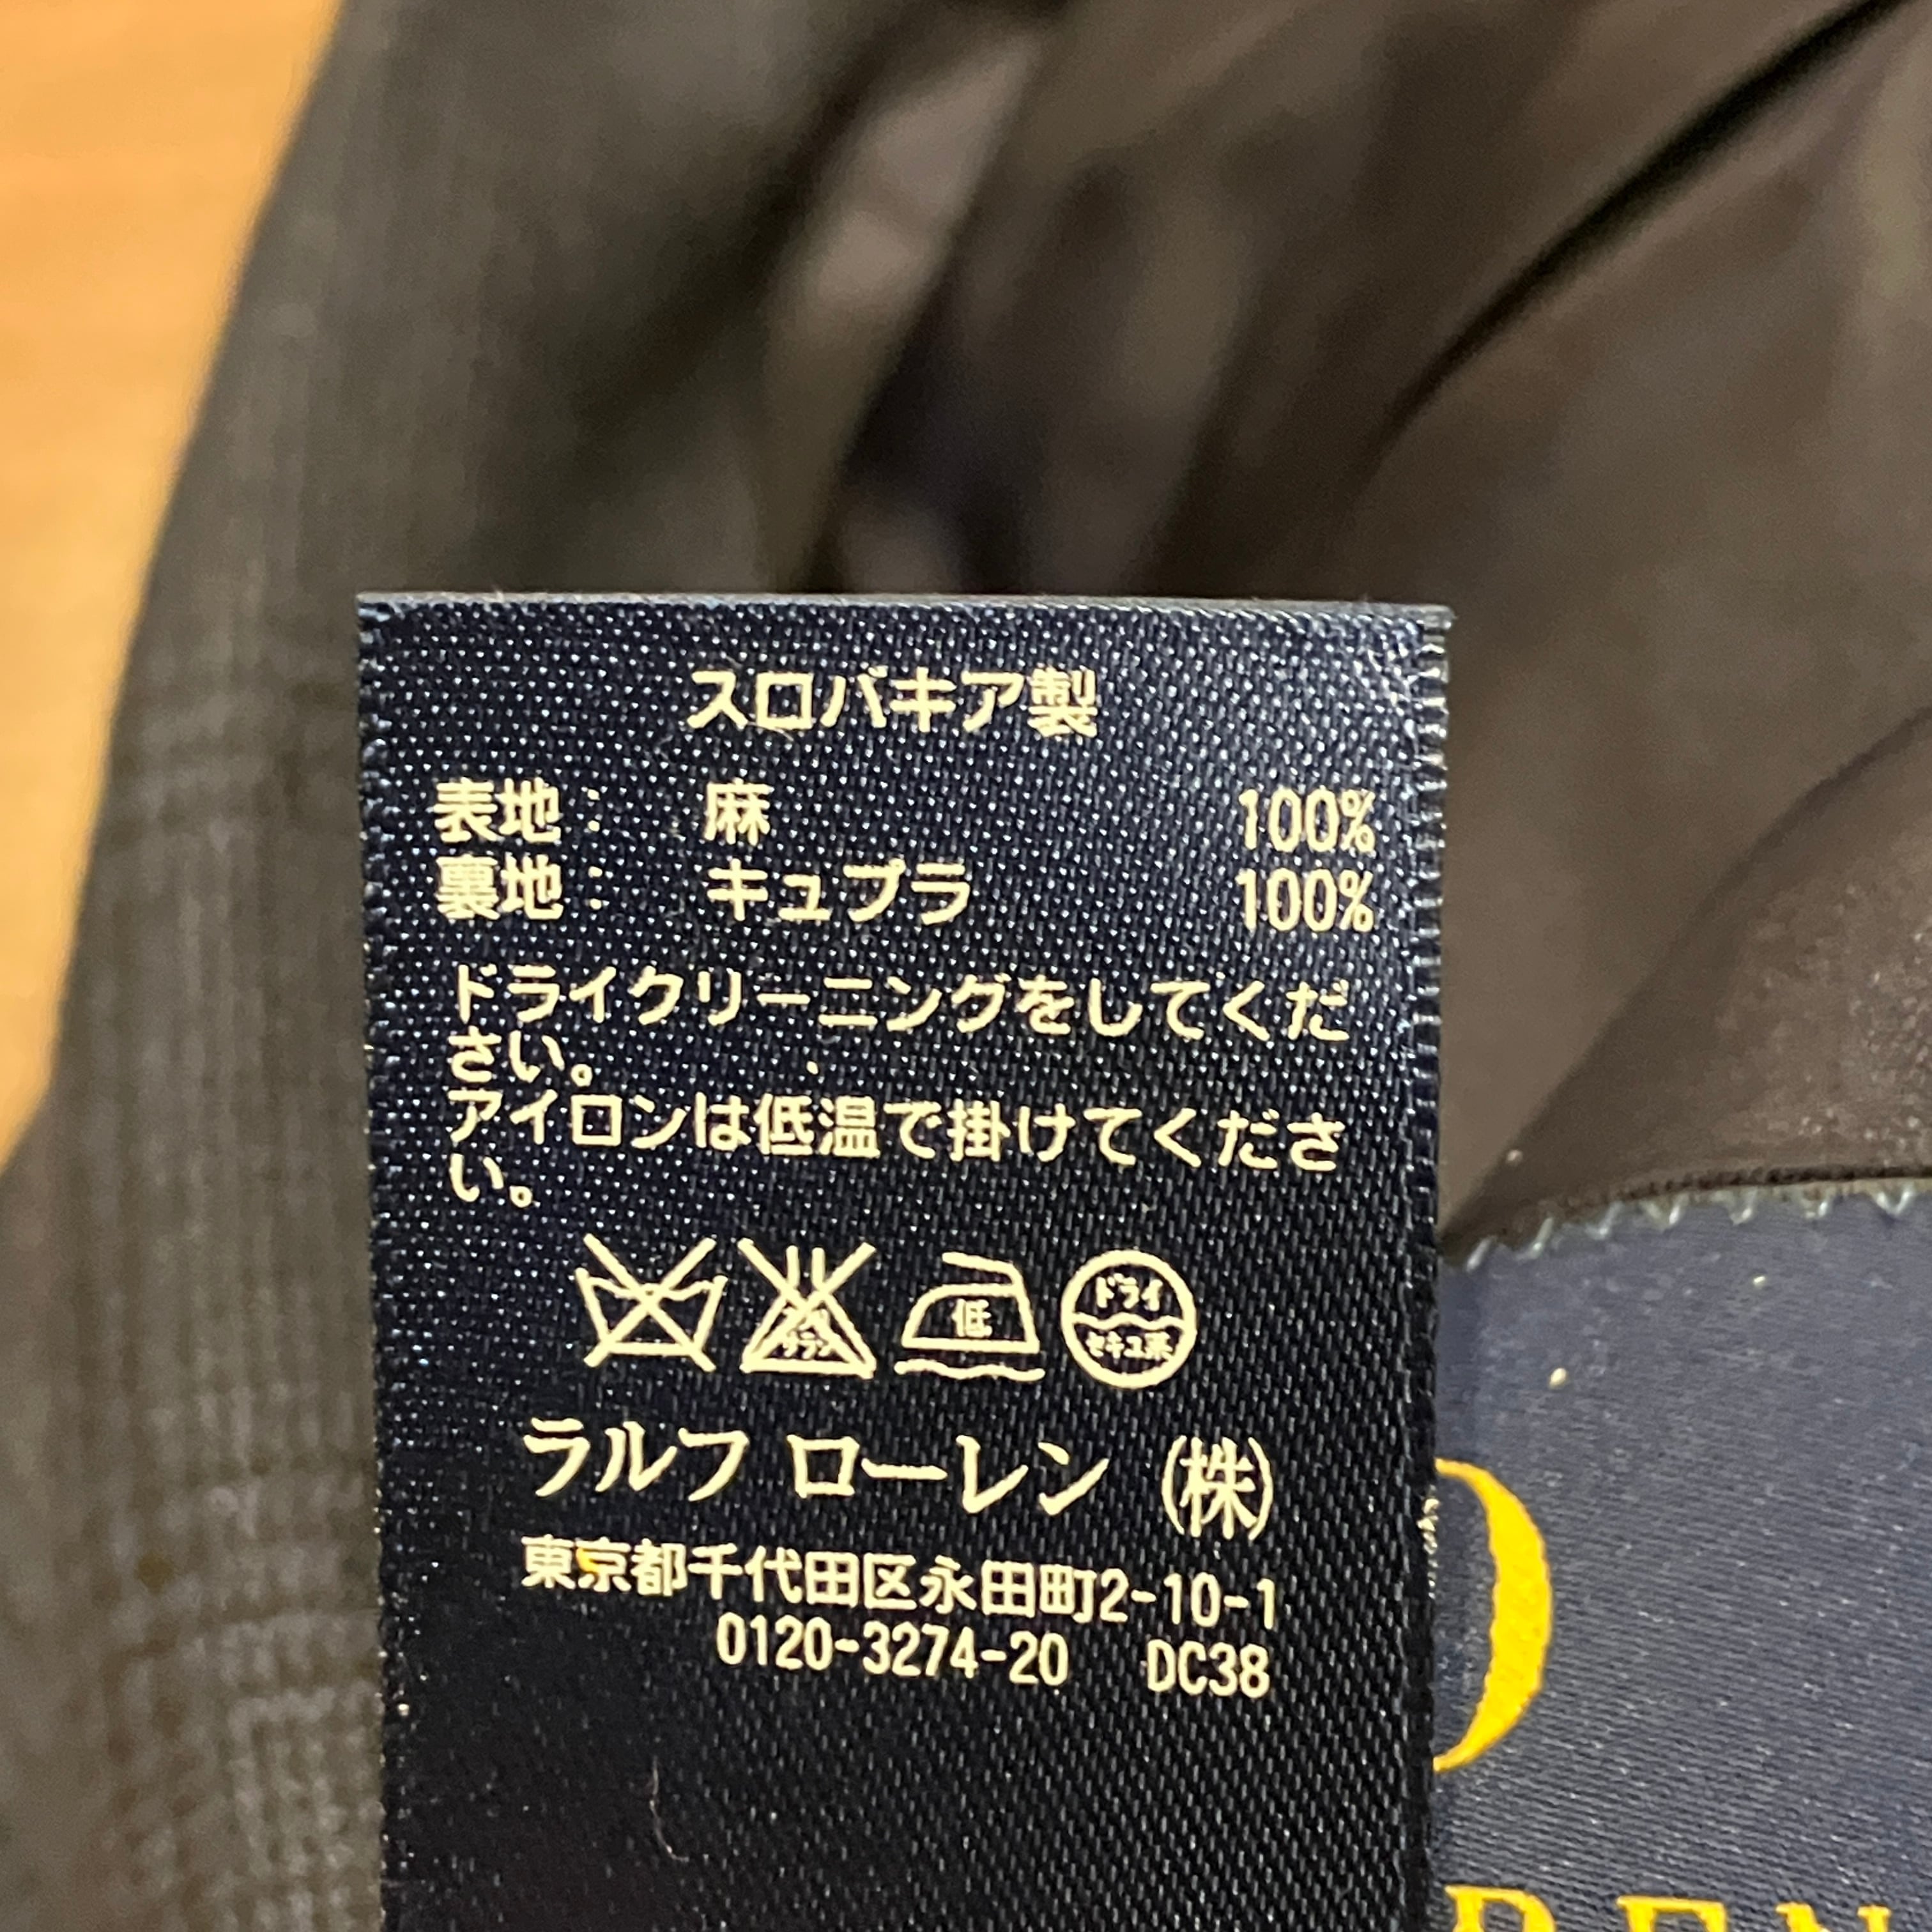 スロバキア製
表地: 麻 100%
裏地: キュプラ 100%
ドライクリーニングをしてくだ
さい。
アイロンは低温で掛けてくださ
い。
低 ドライ
セキユ系
ラルフ ローレン (株)
東京都千代田区永田町2-10-1
0120-3274-20 DC38